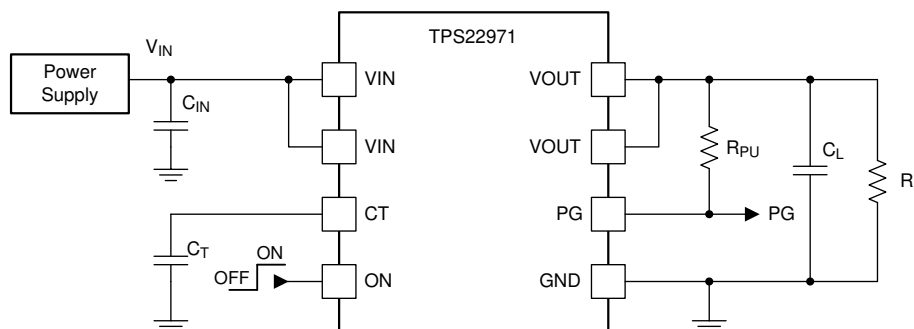 TPS22971
V_IN
Power
Supply
VIN
VOUT
C_IN
VIN
VOUT
R_PU
C_L
R
CT
PG
PG
C_T
ON
OFF
ON
GND